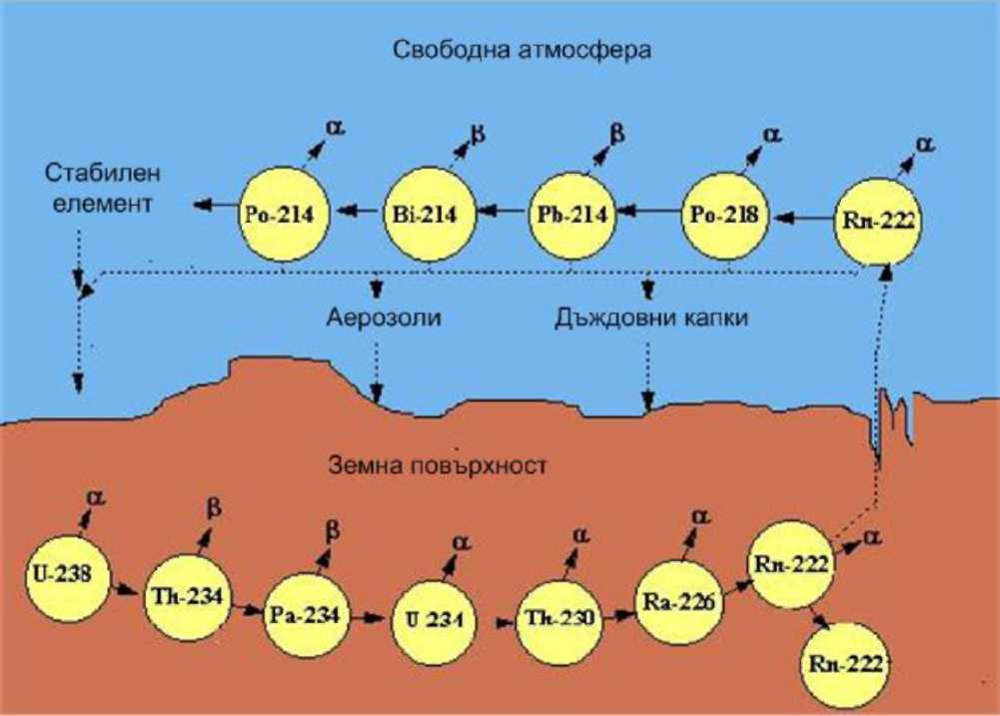 Свободна атмосфера
α β β α α
Стабилен
елемент
Po-214 Bi-214 Pb-214 Po-218 Rn-222
Аерозоли Дъждовни капки
Земна повърхност
α β β α α α α
U-238 Th-234 Pa-234 U 234 Th-230 Ra-226 Rn-222
Rn-222